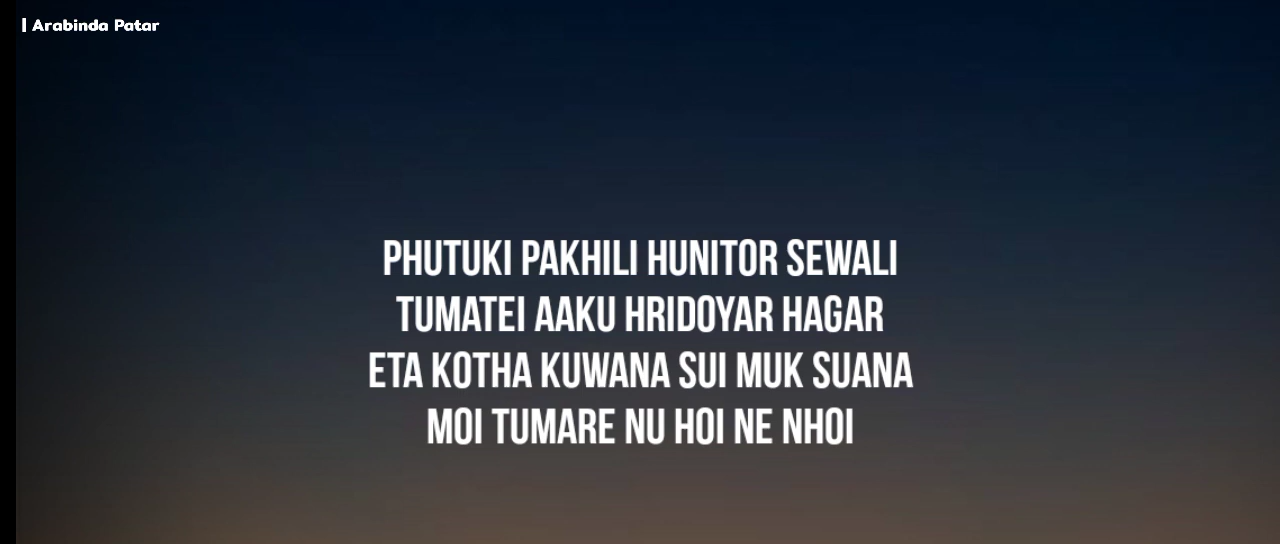 | Arabinda Patar
PHUTUKI PAKHILI HUNITOR SEWALI
TUMATEI AAKU HRIDOYAR HAGAR
ETA KOTHA KUWANA SUI MUK SUANA
MOI TUMARE NU HOI NE NHOI